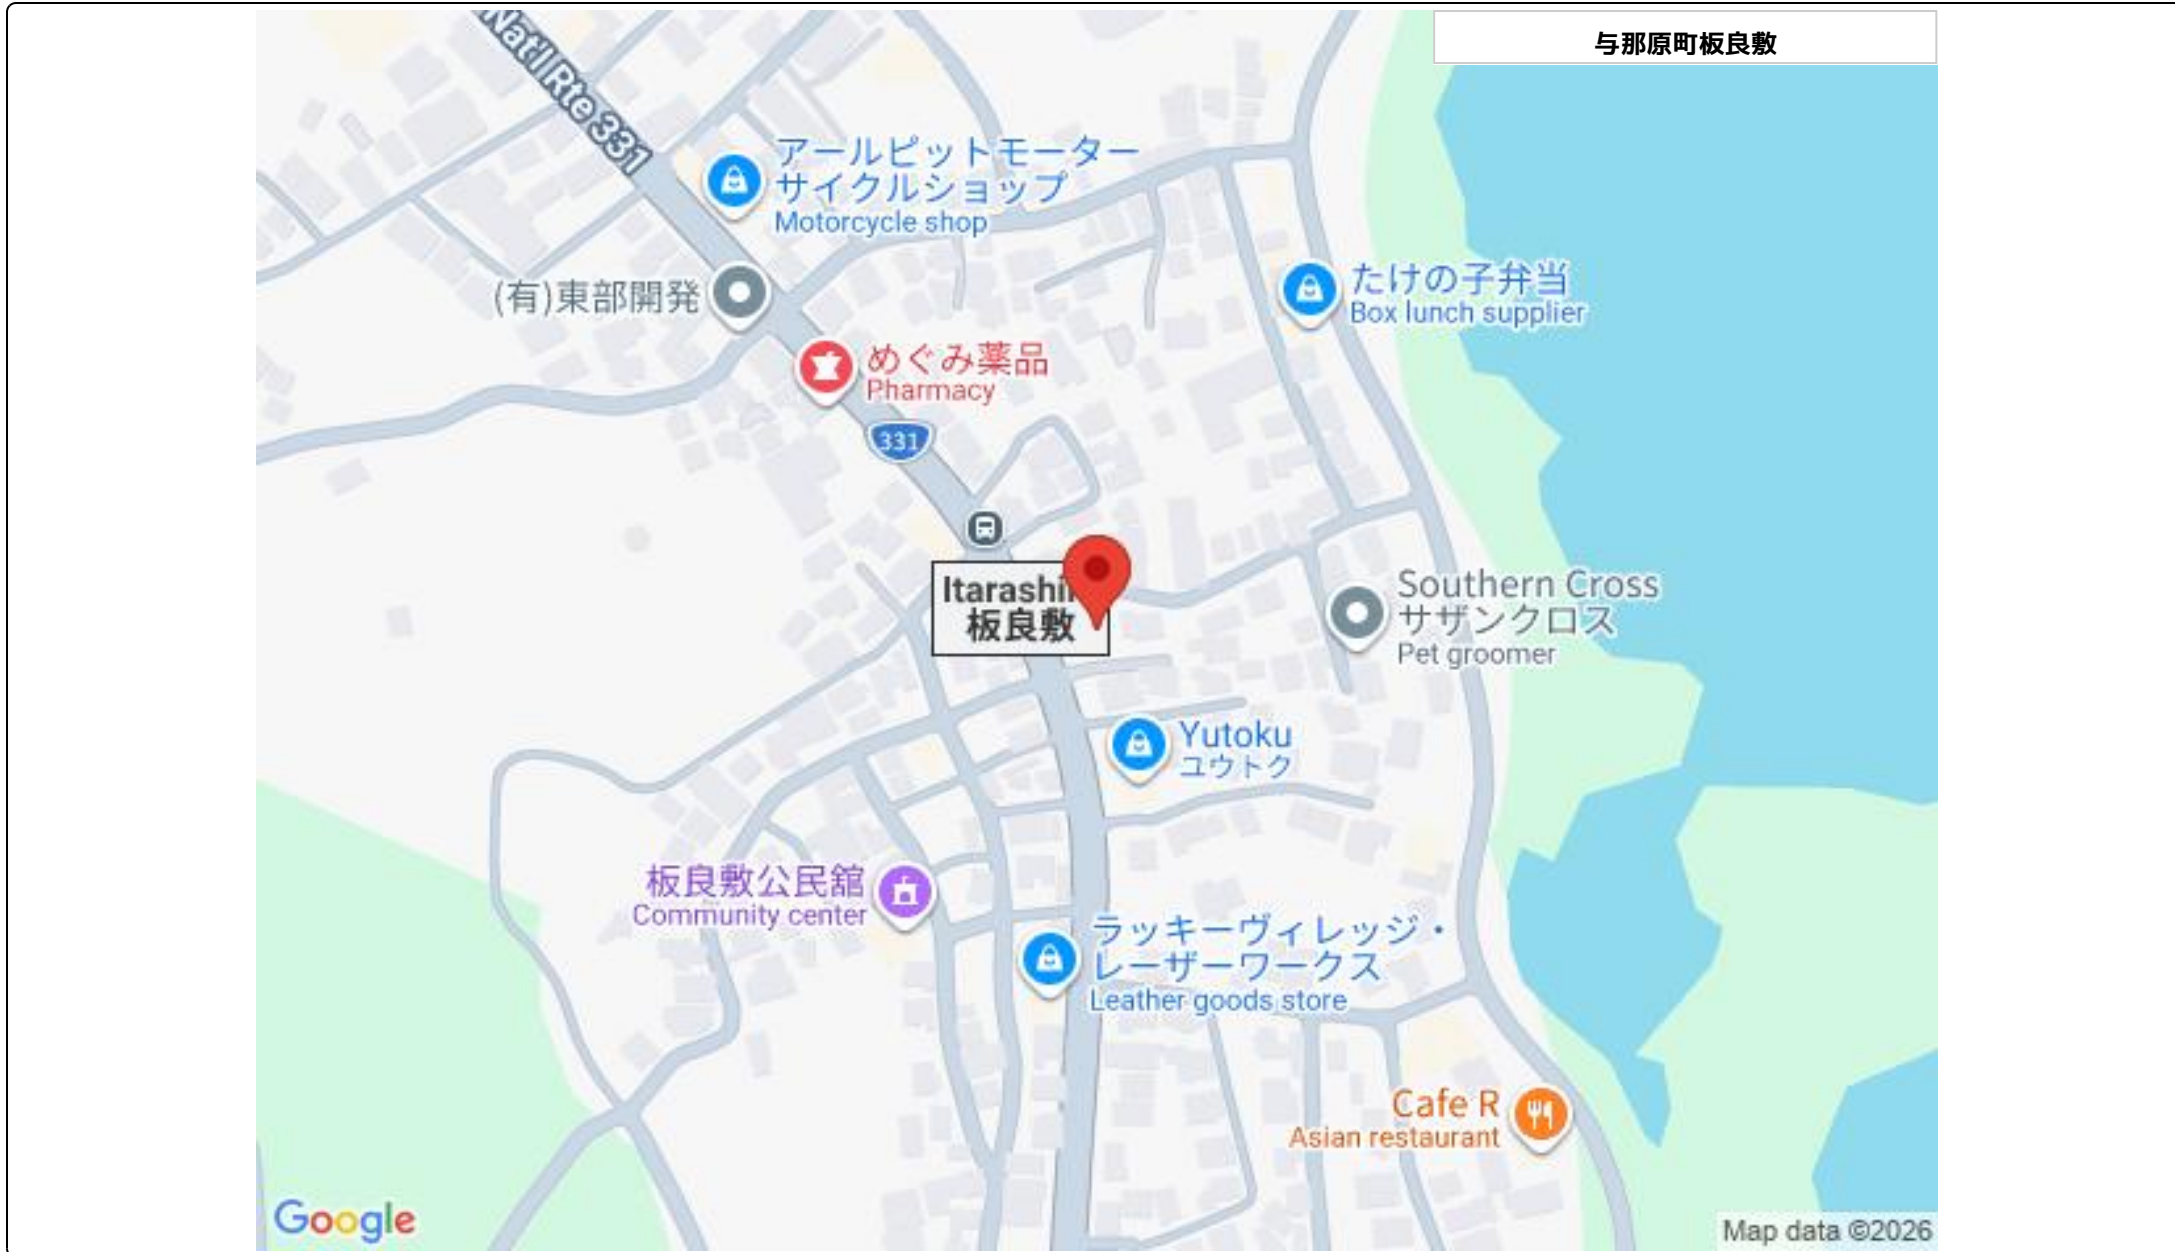 与那原町板良敷
Nat'l Rte 331
アールピットモーター
サイクルショップ
Motorcycle shop
(有)東部開発
たけの子弁当
Box lunch supplier
めぐみ薬品
Pharmacy
331
板良敷
Southern Cross
サザンクロス
Pet groomer
Yutoku
ユウトク
板良敷公民舘
Community center
ラッキーヴィレッジ・
レーザーワークス
Leather goods store
Cafe R
Asian restaurant
Google
Map data ©2026